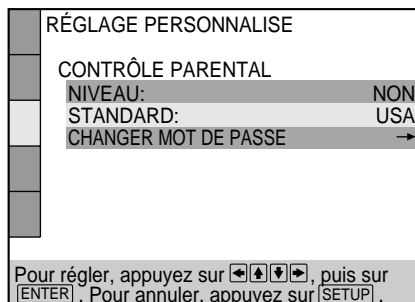 RÉGLAGE PERSONNALISE
CONTRÔLE PARENTAL
NIVEAU: NON
STANDARD: USA
CHANGER MOT DE PASSE →
Pour régler, appuyez sur ←↑↓→, puis sur
ENTER . Pour annuler, appuyez sur SETUP .